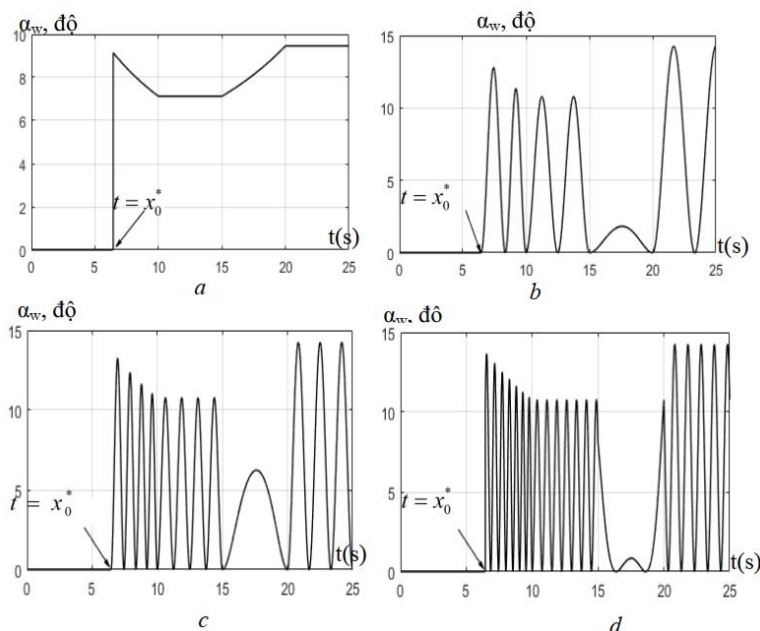 αw, độ
10
8
6
4
2
0
t = x0*
t(s)
0 5 10 15 20 25
a
αw, độ
15
10
5
0
t = x0*
t(s)
0 5 10 15 20 25
b
αw, độ
15
10
5
0
t = x0*
t(s)
0 5 10 15 20 25
c
αw, độ
15
10
5
0
t = x0*
t(s)
0 5 10 15 20 25
d